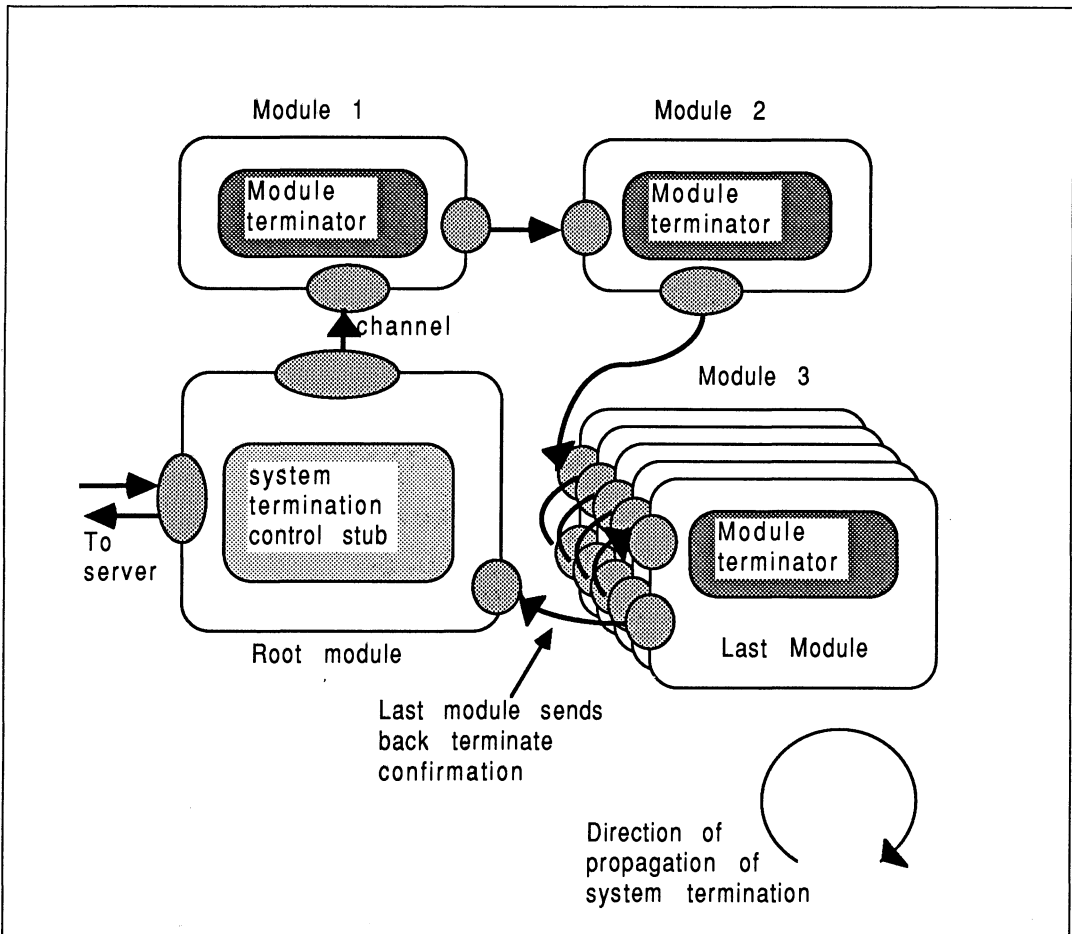 Module 1
Module 2
Module
terminator
Module
terminator
channel
Module 3
system
termination
control stub
To
server
Module
terminator
Root module
Last Module
Last module sends
back terminate
confirmation
Direction of
propagation of
system termination